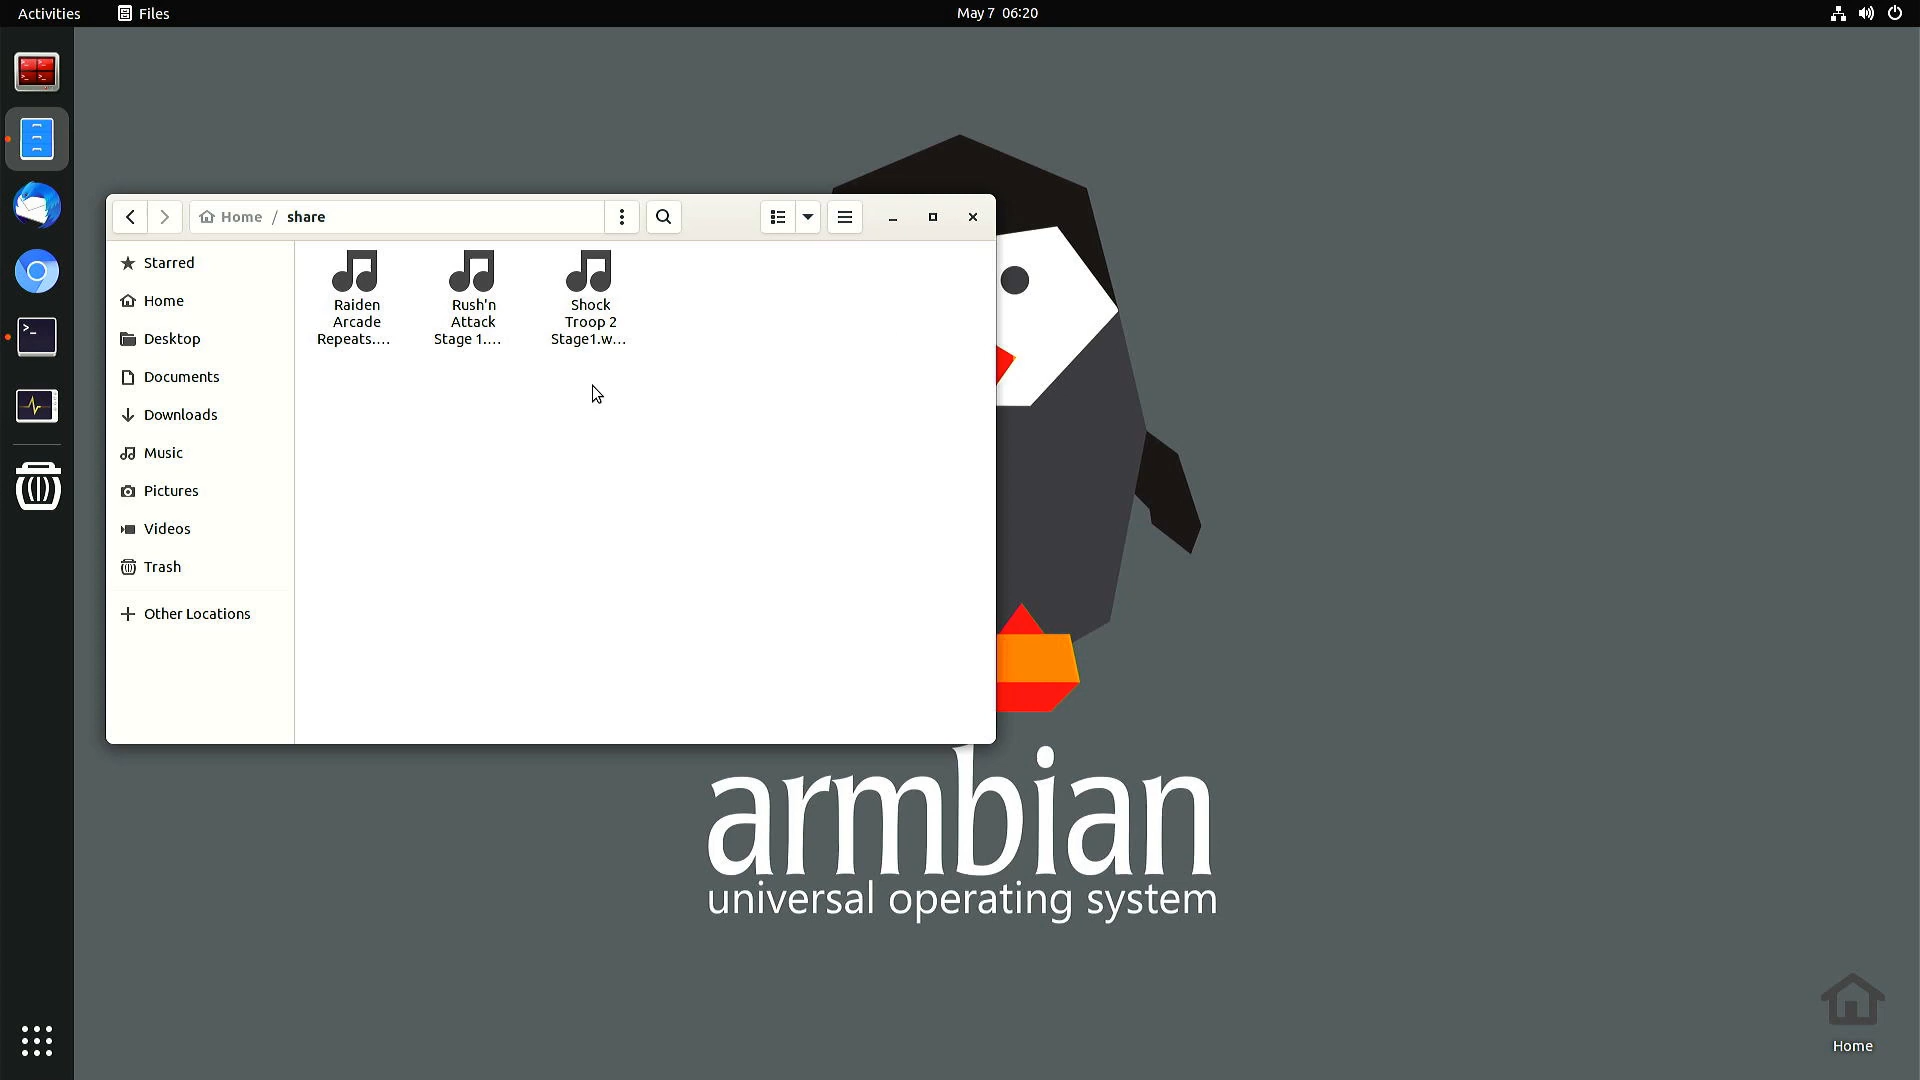 Activities
Files
May 7 06:20
Home / share
Starred
Home
Desktop
Documents
Downloads
Music
Pictures
Videos
Trash
Other Locations
Raiden
Arcade
Repeats....
Rush'n
Attack
Stage 1....
Shock
Troop 2
Stage1.w...
armbian
universal operating system
Home